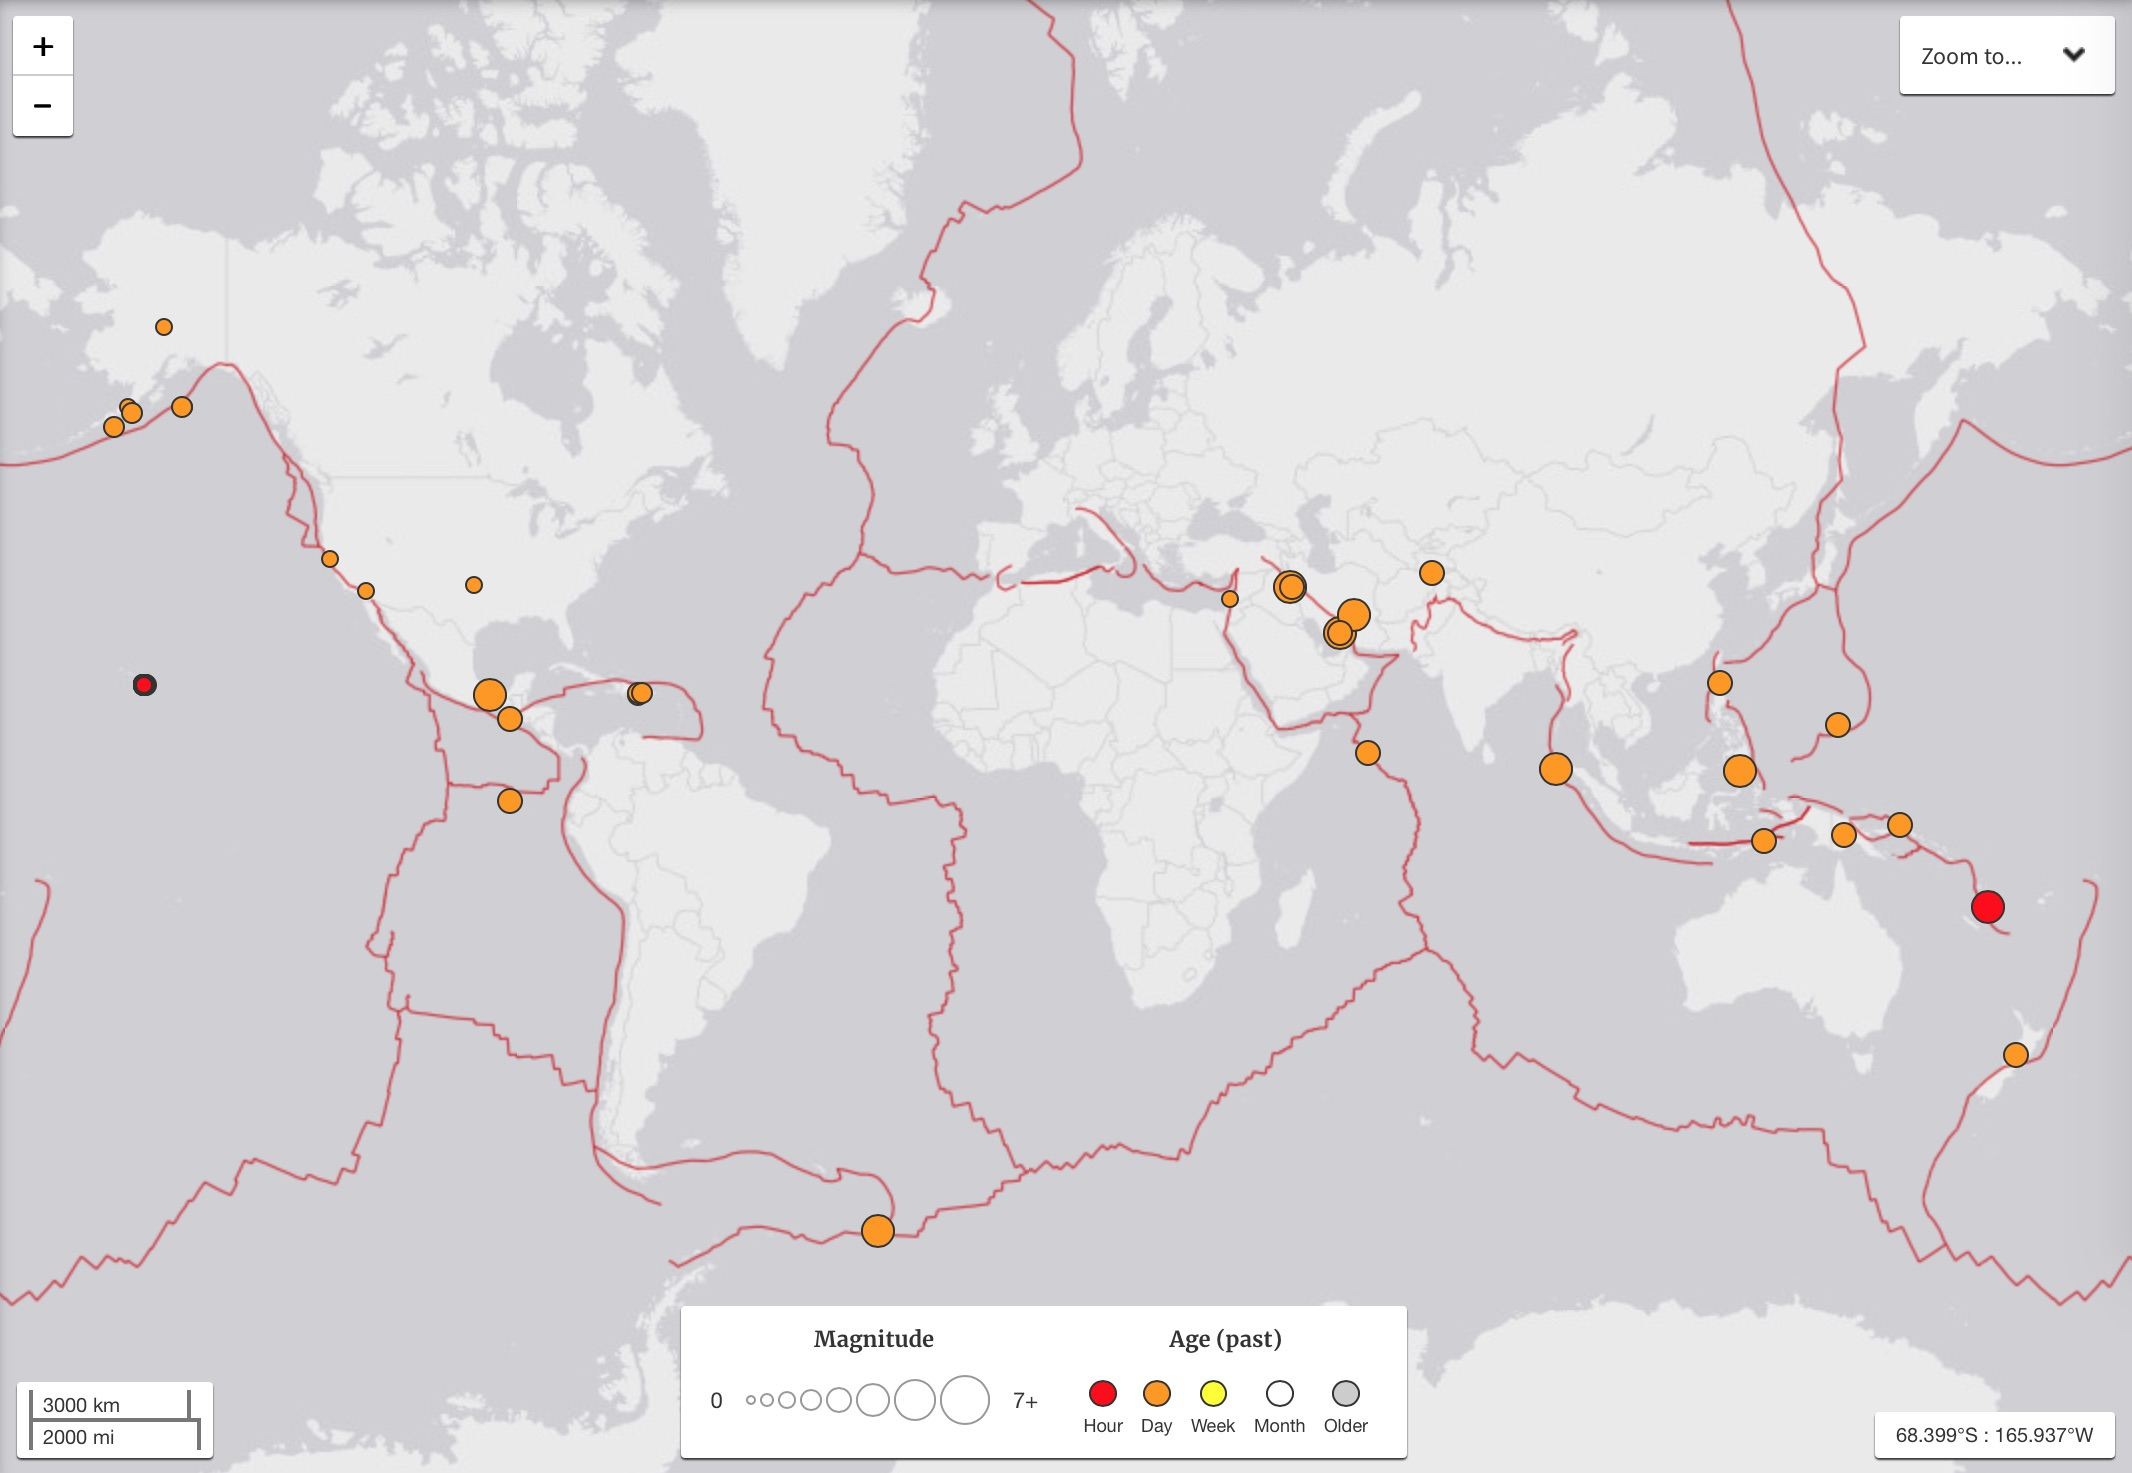 +
Zoom to...
−
Magnitude
Age (past)
0
7+
Hour
Day
Week
Month
Older
3000 km
2000 mi
68.399°S : 165.937°W